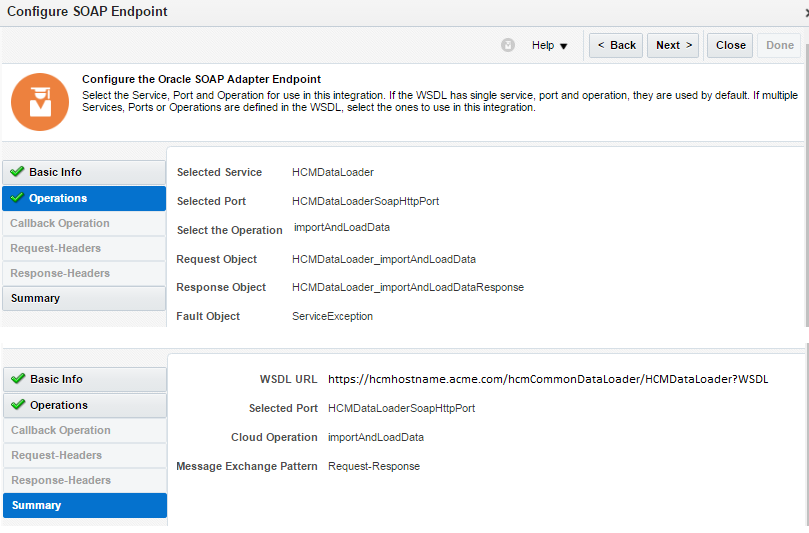 Configure SOAP Endpoint
Help
< Back
Next >
Close
Done
Configure the Oracle SOAP Adapter Endpoint
Select the Service, Port and Operation for use in this integration. If the WSDL has single service, port and operation, they are used by default. If multiple
Services, Ports or Operations are defined in the WSDL, select the ones to use in this integration.
Basic Info
Operations
Callback Operation
Request-Headers
Response-Headers
Summary
Selected Service HCMDataLoader
Selected Port HCMDataLoaderSoapHttpPort
Select the Operation importAndLoadData
Request Object HCMDataLoader_importAndLoadData
Response Object HCMDataLoader_importAndLoadDataResponse
Fault Object ServiceException
Basic Info
Operations
Callback Operation
Request-Headers
Response-Headers
Summary
WSDL URL https://hcmhostname.acme.com/hcmCommonDataLoader/HCMDataLoader?WSDL
Selected Port HCMDataLoaderSoapHttpPort
Cloud Operation importAndLoadData
Message Exchange Pattern Request-Response